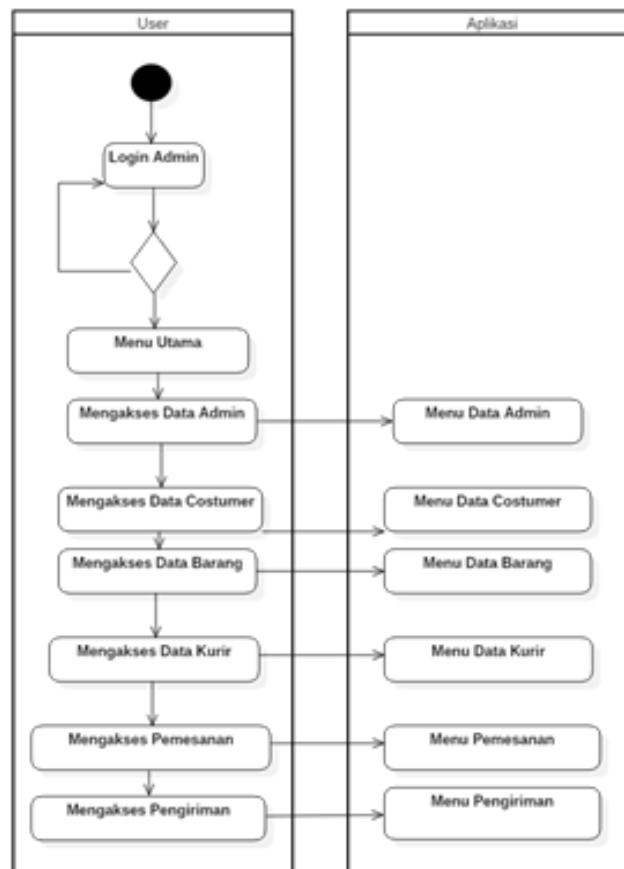 User
Aplikasi
Login Admin
Menu Utama
Mengakses Data Admin
Menu Data Admin
Mengakses Data Costumer
Menu Data Costumer
Mengakses Data Barang
Menu Data Barang
Mengakses Data Kurir
Menu Data Kurir
Mengakses Pemesanan
Menu Pemesanan
Mengakses Pengiriman
Menu Pengiriman